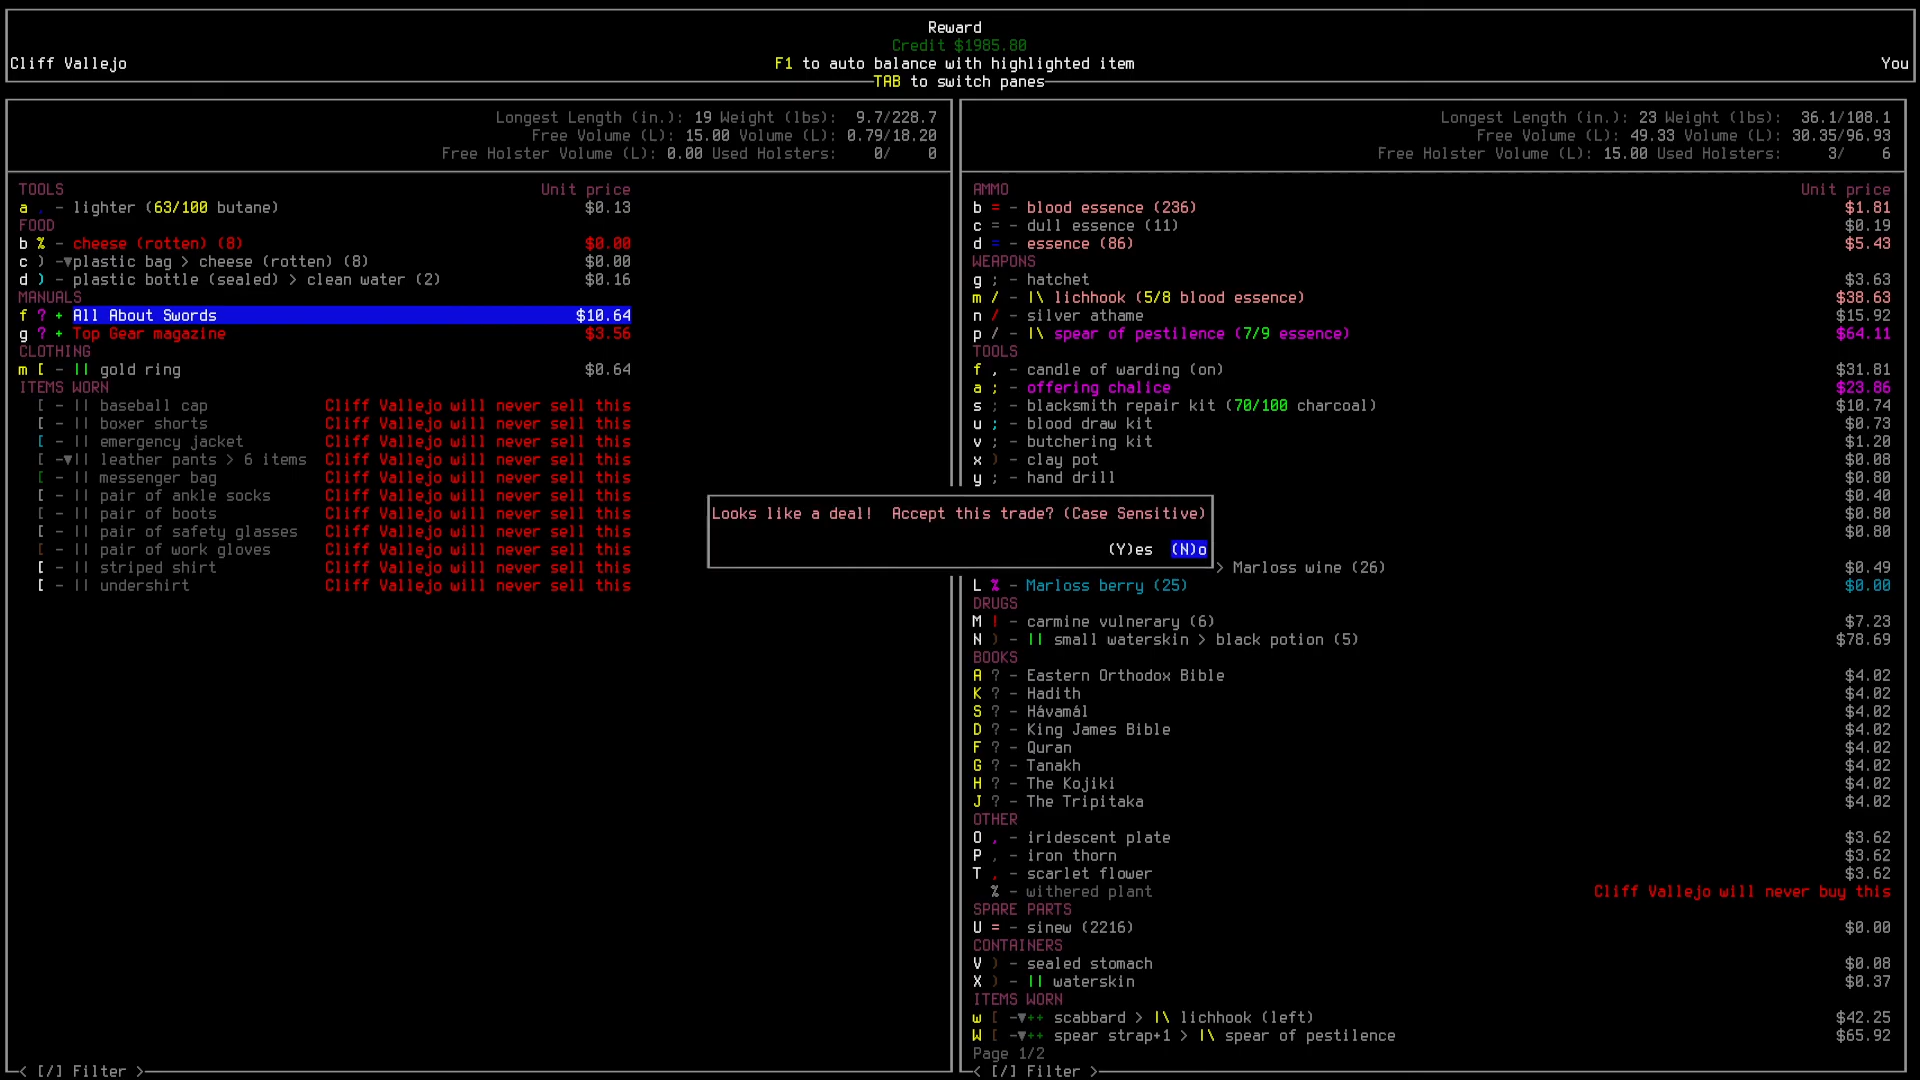 Reward
Credit $1985.80
Cliff Vallejo F1 to auto balance with highlighted item You
TAB to switch panes
Longest Length (in.): 19 Weight (lbs): 9.7/228.7
Free Volume (L): 15.00 Volume (L): 0.79/18.20
Free Holster Volume (L): 0.00 Used Holsters: 0/ 0
TOOLS Unit price
a , - lighter (63/100 butane) $0.13
FOOD
b % - cheese (rotten) (8) $0.00
c ) -▼plastic bag > cheese (rotten) (8) $0.00
d ) - plastic bottle (sealed) > clean water (2) $0.16
MANUALS
f ? + All About Swords $10.64
g ? + Top Gear magazine $3.56
CLOTHING
m [ - || gold ring $0.64
ITEMS WORN
[ - || baseball cap Cliff Vallejo will never sell this
[ - || boxer shorts Cliff Vallejo will never sell this
[ - || emergency jacket Cliff Vallejo will never sell this
[ -▼|| leather pants > 6 items Cliff Vallejo will never sell this
[ - || messenger bag Cliff Vallejo will never sell this
[ - || pair of ankle socks Cliff Vallejo will never sell this
[ - || pair of boots Cliff Vallejo will never sell this
[ - || pair of safety glasses Cliff Vallejo will never sell this
[ - || pair of work gloves Cliff Vallejo will never sell this
[ - || striped shirt Cliff Vallejo will never sell this
[ - || undershirt Cliff Vallejo will never sell this
< [/] Filter >
Longest Length (in.): 23 Weight (lbs): 36.1/108.1
Free Volume (L): 49.33 Volume (L): 30.35/96.93
Free Holster Volume (L): 15.00 Used Holsters: 3/ 6
AMMO Unit price
b = - blood essence (236) $1.81
c = - dull essence (11) $0.19
d = - essence (86) $5.43
WEAPONS
g ; - hatchet $3.63
m / - |\ lichhook (5/8 blood essence) $38.63
n / - silver athame $15.92
p / - |\ spear of pestilence (7/9 essence) $64.11
TOOLS
f , - candle of warding (on) $31.81
a ; - offering chalice $23.86
s ; - blacksmith repair kit (70/100 charcoal) $10.74
u ; - blood draw kit $0.73
v ; - butchering kit $1.20
x ) - clay pot $0.08
y ; - hand drill $0.80
$0.40
$0.80
$0.80
> Marloss wine (26) $0.49
L % - Marloss berry (25) $0.00
DRUGS
M ! - carmine vulnerary (6) $7.23
N ) - || small waterskin > black potion (5) $78.69
BOOKS
A ? - Eastern Orthodox Bible $4.02
K ? - Hadith $4.02
S ? - Hávamál $4.02
D ? - King James Bible $4.02
F ? - Quran $4.02
G ? - Tanakh $4.02
H ? - The Kojiki $4.02
J ? - The Tripitaka $4.02
OTHER
O , - iridescent plate $3.62
P , - iron thorn $3.62
T , - scarlet flower $3.62
% - withered plant Cliff Vallejo will never buy this
SPARE PARTS
U = - sinew (2216) $0.00
CONTAINERS
V ) - sealed stomach $0.08
X ) - || waterskin $0.37
ITEMS WORN
w [ -▼++ scabbard > |\ lichhook (left) $42.25
W [ -▼++ spear strap+1 > |\ spear of pestilence $65.92
Page 1/2
< [/] Filter >
Looks like a deal! Accept this trade? (Case Sensitive)
(Y)es (N)o